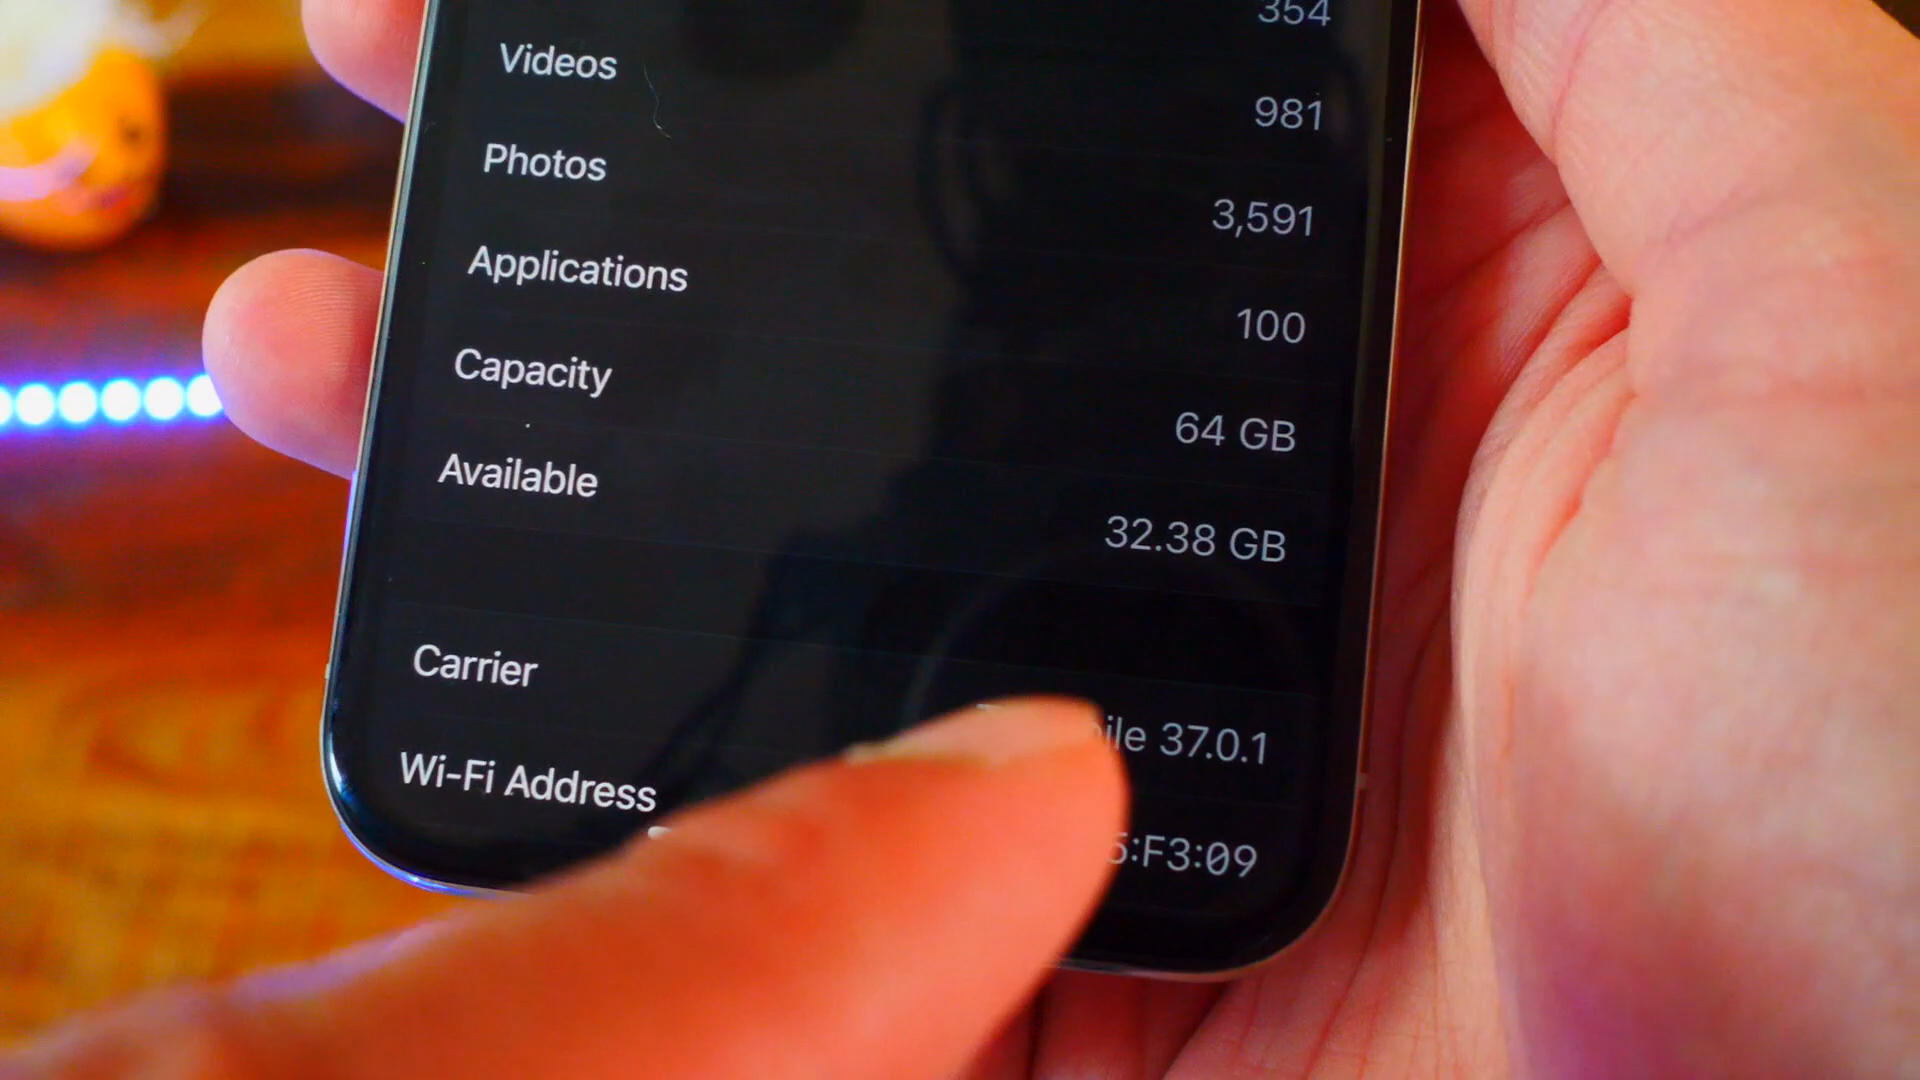 354
Videos 981
Photos 3,591
Applications 100
Capacity 64 GB
Available 32.38 GB
Carrier 37.0.1
Wi-Fi Address :F3:09